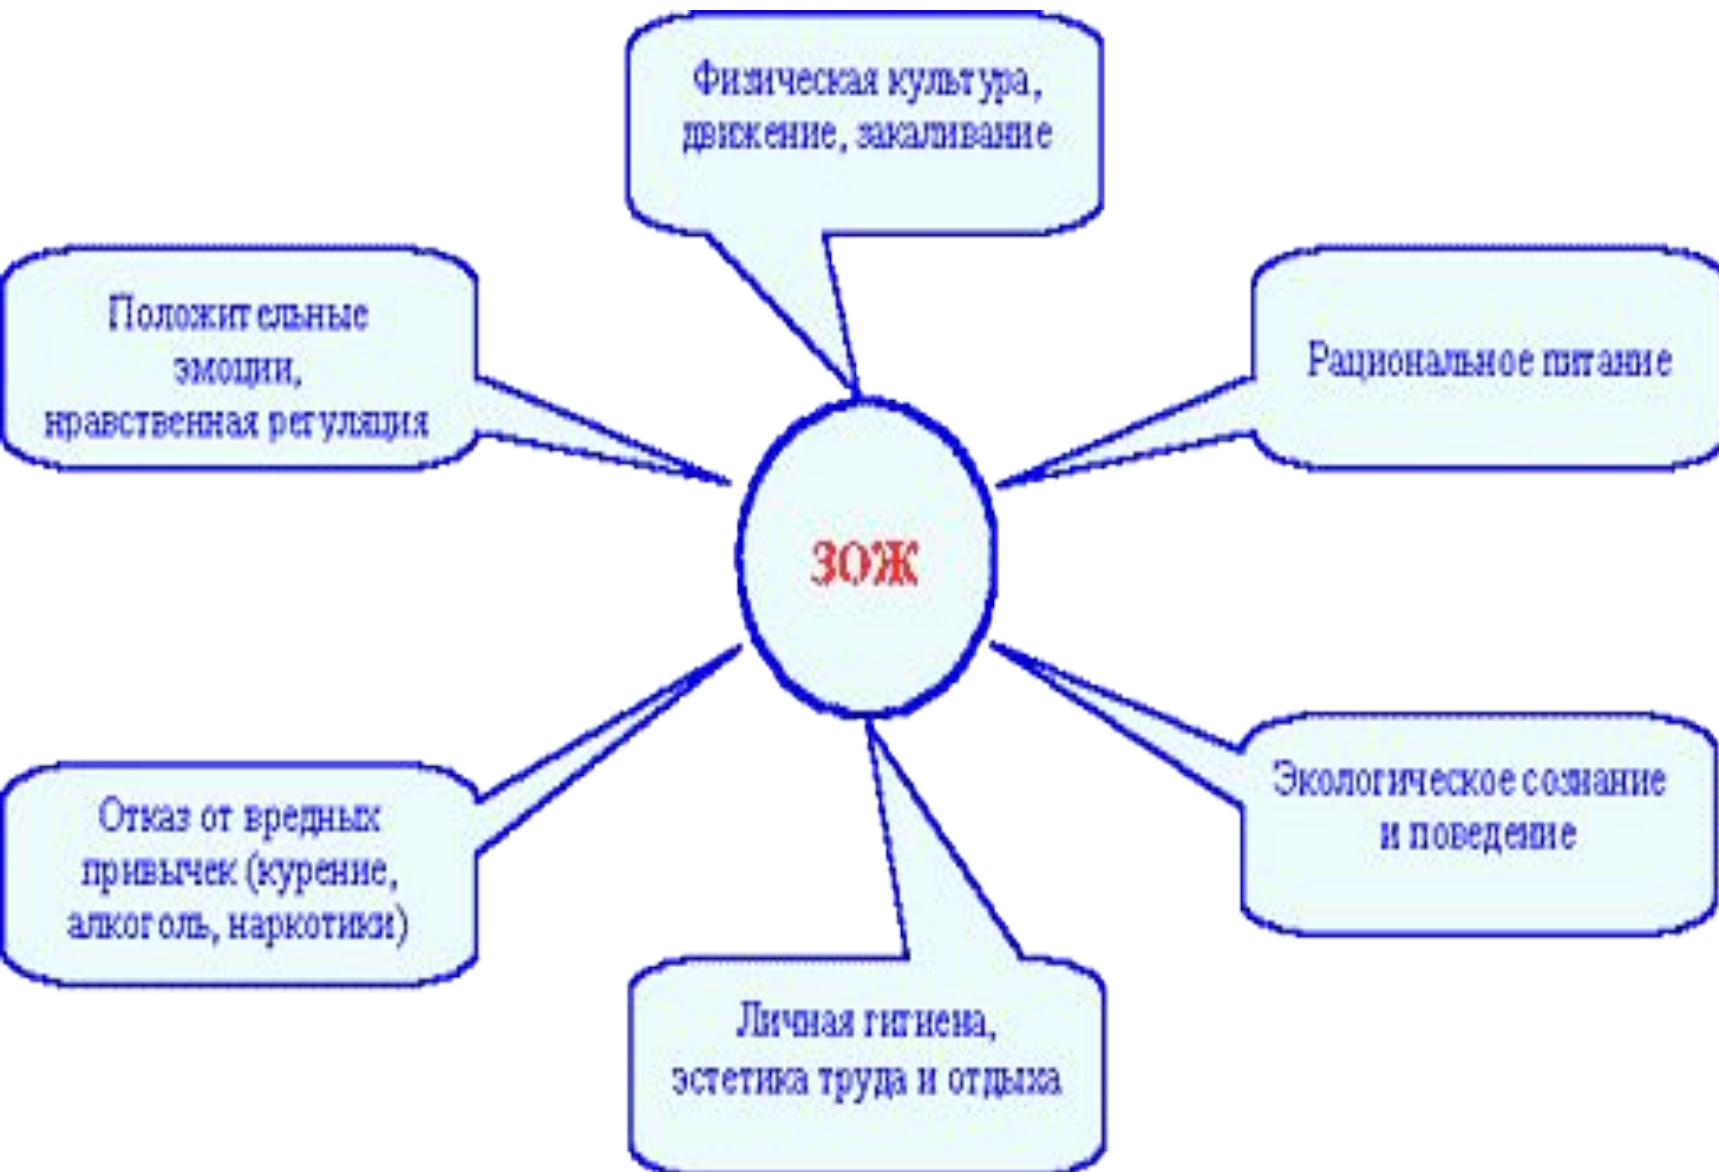 Физическая культура,
движение, закаливание
Положительные
эмоции,
нравственная регуляция
Рациональное питание
ЗОЖ
Отказ от вредных
привычек (курение,
алкоголь, наркотики)
Экологическое сознание
и поведение
Личная гигиена,
эстетика труда и отдыха